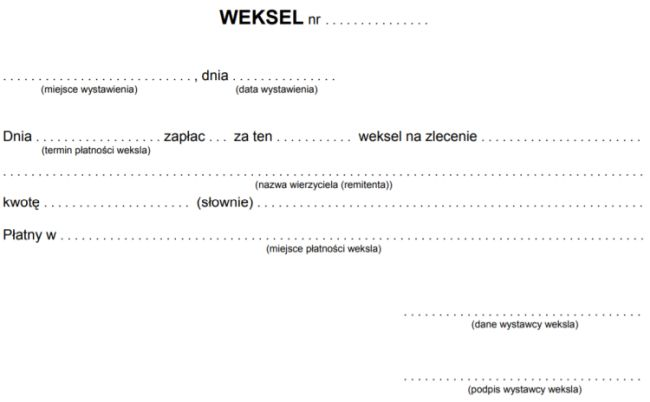 WEKSEL nr . . . . . . . . . . . . . . .
. . . . . . . . . . . . . . . . . . . . . . . . . . . , dnia . . . . . . . . . . . . . . .
(miejsce wystawienia) (data wystawienia)
Dnia . . . . . . . . . . . . . . . . . . zapłac . . . za ten . . . . . . . . . . . weksel na zlecenie . . . . . . . . . . . . . . . . . . . . . . .
(termin płatności weksla)
. . . . . . . . . . . . . . . . . . . . . . . . . . . . . . . . . . . . . . . . . . . . . . . . . . . . . . . . . . . . . . . . . . . . . . . . . . . . . . . . . . . . . . . . . . .
(nazwa wierzyciela (remitenta))
kwotę . . . . . . . . . . . . . . . . . . . . . (słownie) . . . . . . . . . . . . . . . . . . . . . . . . . . . . . . . . . . . . . . . . . . . . . . . . . . . . . . .
Płatny w . . . . . . . . . . . . . . . . . . . . . . . . . . . . . . . . . . . . . . . . . . . . . . . . . . . . . . . . . . . . . . . . . . . . . . . . . . . . . . . . . . .
(miejsce płatności weksla)
. . . . . . . . . . . . . . . . . . . . . . . . . . . . . . . . . .
(dane wystawcy weksla)
. . . . . . . . . . . . . . . . . . . . . . . . . . . . . . . . . .
(podpis wystawcy weksla)